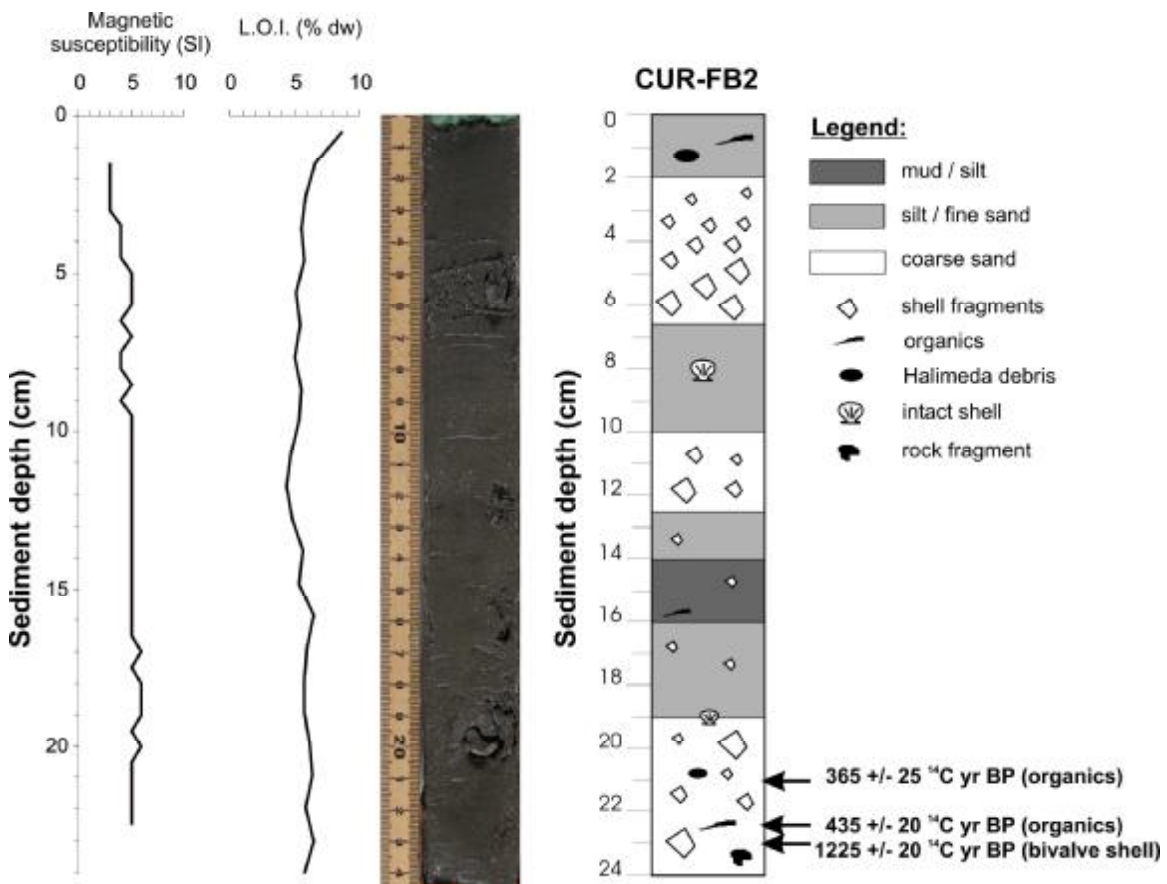 Magnetic
susceptibility (SI)
L.O.I. (% dw)
0 5 10
0 5 10
Sediment depth (cm)
0
5
10
15
20
10
20
CUR-FB2
Sediment depth (cm)
0
2
4
6
8
10
12
14
16
18
20
22
24
Legend:
mud / silt
silt / fine sand
coarse sand
shell fragments
organics
Halimeda debris
intact shell
rock fragment
365 +/- 25 ¹⁴C yr BP (organics)
435 +/- 20 ¹⁴C yr BP (organics)
1225 +/- 20 ¹⁴C yr BP (bivalve shell)